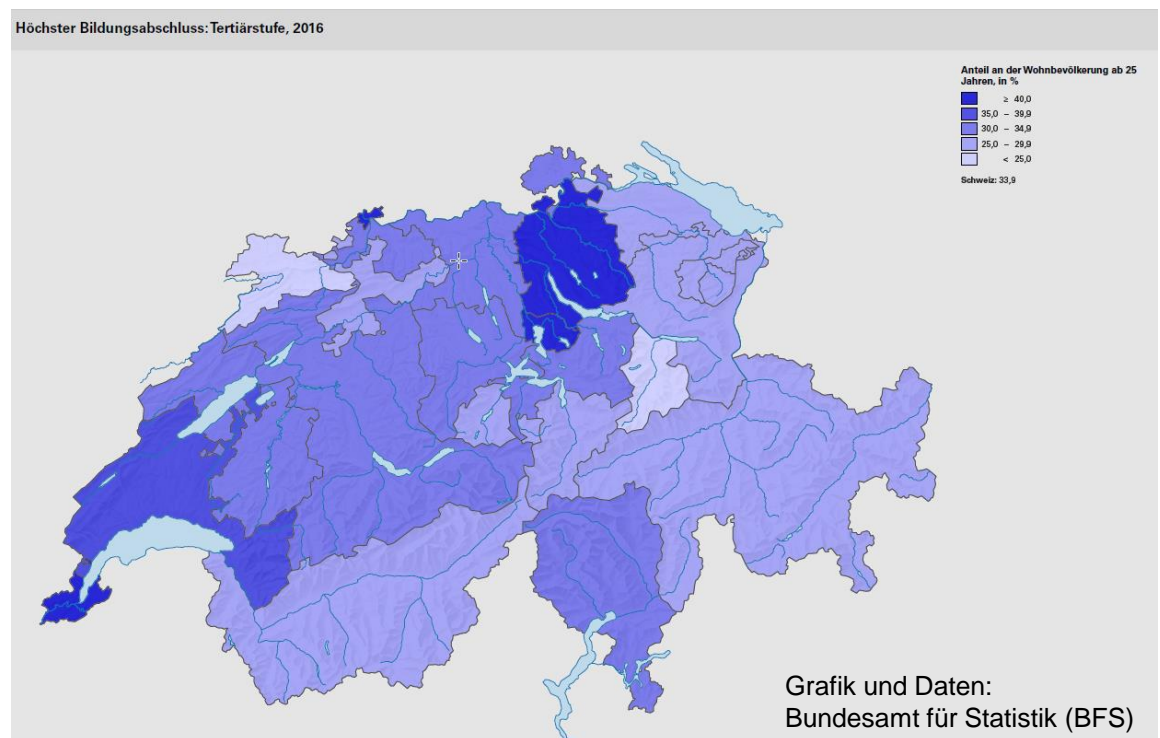 Höchster Bildungsabschluss: Tertiärstufe, 2016
Anteil an der Wohnbevölkerung ab 25
Jahren, in %
≥ 40,0
35,0 – 39,9
30,0 – 34,9
25,0 – 29,9
< 25,0
Schweiz: 33,9
Grafik und Daten:
Bundesamt für Statistik (BFS)